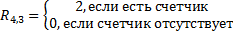 R4,3 = { 2, если есть счетчик
0, если счетчик отсутствует